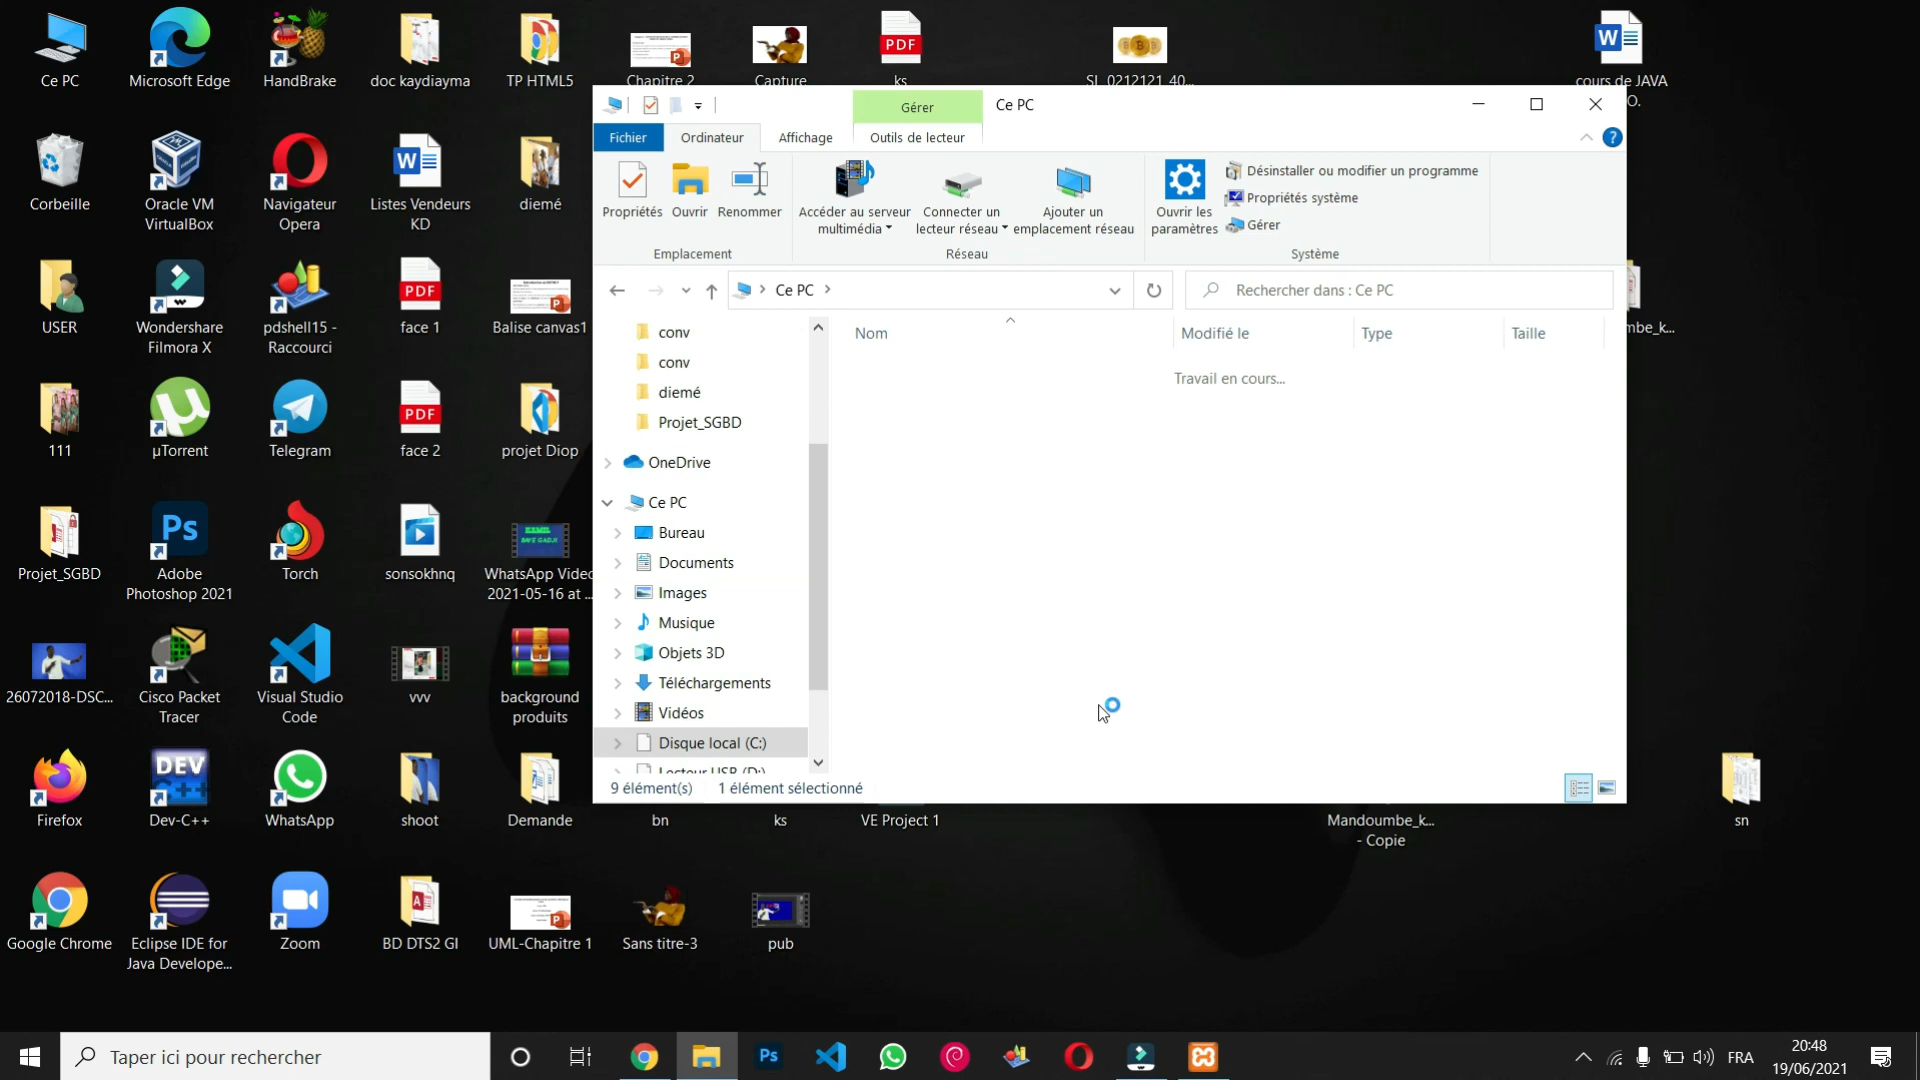 Ce PC
Microsoft Edge
HandBrake
doc kaydiayma
TP HTML5
Chapitre 2
Capture
ks
SL_0212121_40...
cours de JAVA
O.
Corbeille
Oracle VM
VirtualBox
Navigateur
Opera
Listes Vendeurs
KD
diemé
USER
Wondershare
Filmora X
pdshell15 -
Raccourci
face 1
Balise canvas1
mbe_k...
111
µTorrent
Telegram
face 2
projet Diop
Projet_SGBD
Adobe
Photoshop 2021
Torch
sonsokhnq
WhatsApp Video
2021-05-16 at ...
26072018-DSC...
Cisco Packet
Tracer
Visual Studio
Code
vvv
background
produits
Firefox
Dev-C++
WhatsApp
shoot
Demande
bn
ks
VE Project 1
Mandoumbe_k...
- Copie
sn
Google Chrome
Eclipse IDE for
Java Develope...
Zoom
BD DTS2 GI
UML-Chapitre 1
Sans titre-3
pub
Gérer
Ce PC
Fichier
Ordinateur
Affichage
Outils de lecteur
Propriétés
Ouvrir
Renommer
Accéder au serveur
multimédia
Connecter un
lecteur réseau
Ajouter un
emplacement réseau
Ouvrir les
paramètres
Désinstaller ou modifier un programme
Propriétés système
Gérer
Emplacement
Réseau
Système
Ce PC
Rechercher dans : Ce PC
conv
conv
diemé
Projet_SGBD
OneDrive
Ce PC
Bureau
Documents
Images
Musique
Objets 3D
Téléchargements
Vidéos
Disque local (C:)
Lecteur USB (D:)
Nom
Modifié le
Type
Taille
Travail en cours...
9 élément(s)
1 élément sélectionné
Taper ici pour rechercher
FRA
20:48
19/06/2021